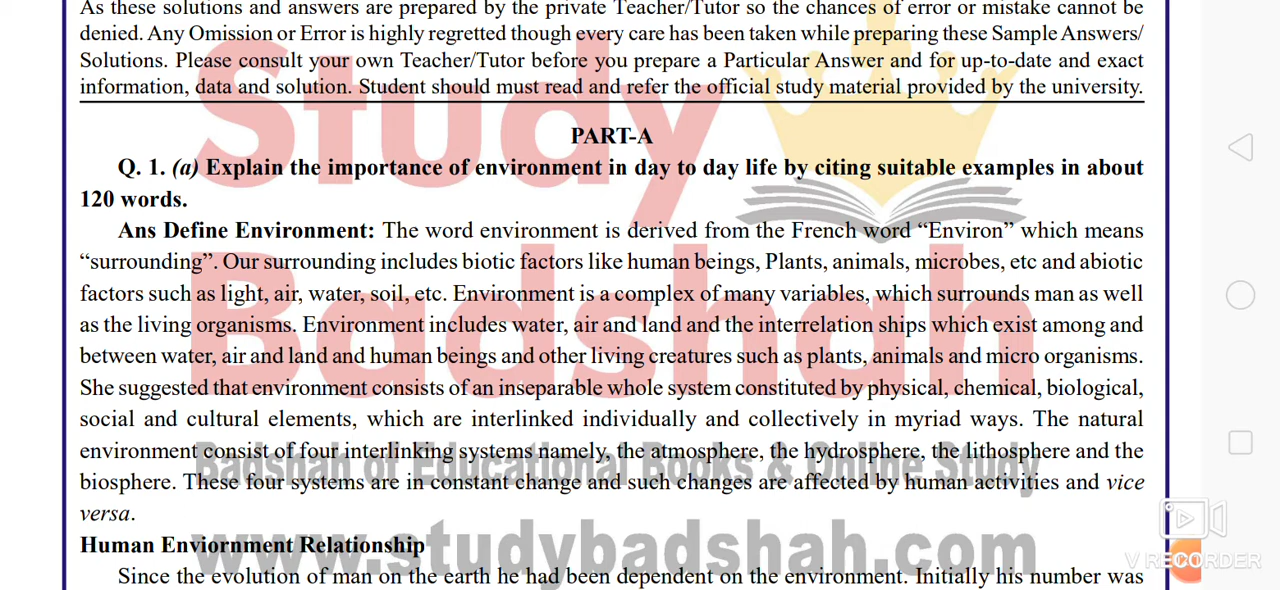 As these solutions and answers are prepared by the private Teacher/Tutor so the chances of error or mistake cannot be
denied. Any Omission or Error is highly regretted though every care has been taken while preparing these Sample Answers/
Solutions. Please consult your own Teacher/Tutor before you prepare a Particular Answer and for up-to-date and exact
information, data and solution. Student should must read and refer the official study material provided by the university.
PART-A
Q. 1. (a) Explain the importance of environment in day to day life by citing suitable examples in about
120 words.
Ans Define Environment: The word environment is derived from the French word “Environ” which means
“surrounding”. Our surrounding includes biotic factors like human beings, Plants, animals, microbes, etc and abiotic
factors such as light, air, water, soil, etc. Environment is a complex of many variables, which surrounds man as well
as the living organisms. Environment includes water, air and land and the interrelation ships which exist among and
between water, air and land and human beings and other living creatures such as plants, animals and micro organisms.
She suggested that environment consists of an inseparable whole system constituted by physical, chemical, biological,
social and cultural elements, which are interlinked individually and collectively in myriad ways. The natural
environment consist of four interlinking systems namely, the atmosphere, the hydrosphere, the lithosphere and the
biosphere. These four systems are in constant change and such changes are affected by human activities and vice
versa.
Human Enviornment Relationship
Since the evolution of man on the earth he had been dependent on the environment. Initially his number was
Study
Badshah
Badshah of Educational Books & Online Study
www.studybadshah.com
V RECORDER